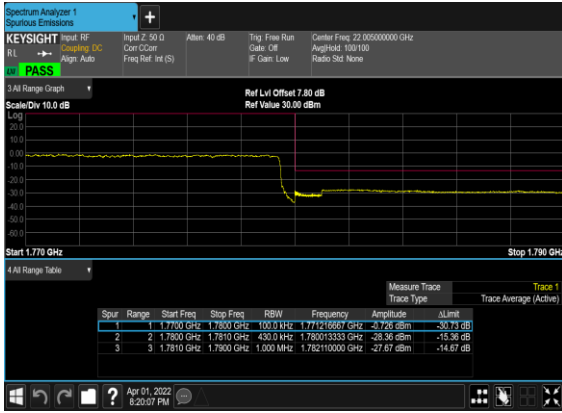 Spectrum Analyzer 1
Spurious Emissions
+
KEYSIGHT Input: RF Input Z: 50 Ω Atten: 40 dB Trig: Free Run Center Freq: 22.005000000 GHz
RL Coupling: DC Corr CCorr Gate: Off Avg|Hold: 100/100
Align: Auto Freq Ref: Int (S) IF Gain: Low Radio Std: None
PASS
3 All Range Graph
Ref Lvl Offset 7.80 dB
Scale/Div 10.0 dB Ref Value 30.00 dBm
Log
20.0
10.0
0.00
-10.0
-20.0
-30.0
-40.0
-50.0
-60.0
Start 1.770 GHz Stop 1.790 GHz
4 All Range Table
Measure Trace Trace 1
Trace Type Trace Average (Active)
Spur Range Start Freq Stop Freq RBW Frequency Amplitude ΔLimit
1 1 1.7700 GHz 1.7800 GHz 100.0 kHz 1.771216667 GHz -0.726 dBm -30.73 dB
2 2 1.7800 GHz 1.7810 GHz 430.0 kHz 1.780013333 GHz -28.36 dBm -15.36 dB
3 3 1.7810 GHz 1.7900 GHz 1.000 MHz 1.782110000 GHz -27.67 dBm -14.67 dB
? Apr 01, 2022
8:20:07 PM